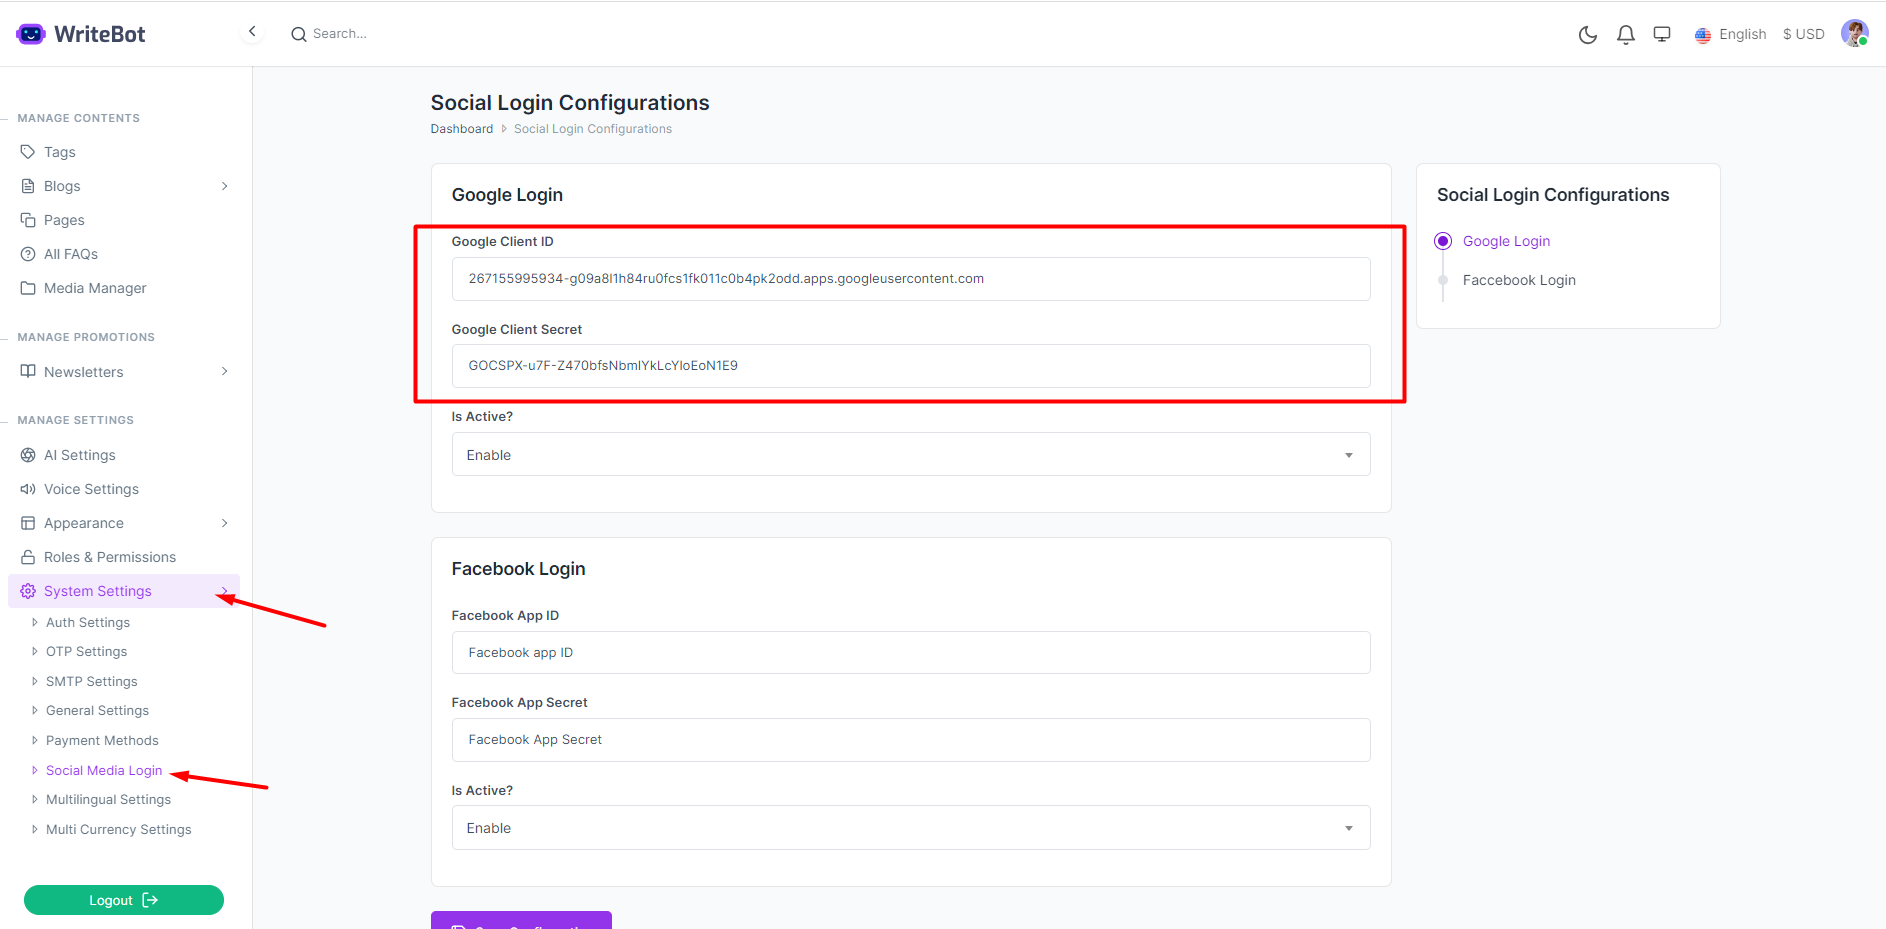 WriteBot
Search...
English
$ USD
MANAGE CONTENTS
Tags
Blogs
Pages
All FAQs
Media Manager
MANAGE PROMOTIONS
Newsletters
MANAGE SETTINGS
AI Settings
Voice Settings
Appearance
Roles & Permissions
System Settings
Auth Settings
OTP Settings
SMTP Settings
General Settings
Payment Methods
Social Media Login
Multilingual Settings
Multi Currency Settings
Logout
Social Login Configurations
Dashboard
Social Login Configurations
Google Login
Google Client ID
267155995934-g09a8l1h84ru0fcs1fk011c0b4pk2odd.apps.googleusercontent.com
Google Client Secret
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
Is Active?
Enable
Facebook Login
Facebook App ID
Facebook app ID
Facebook App Secret
Facebook App Secret
Is Active?
Enable
Social Login Configurations
Google Login
Faccebook Login